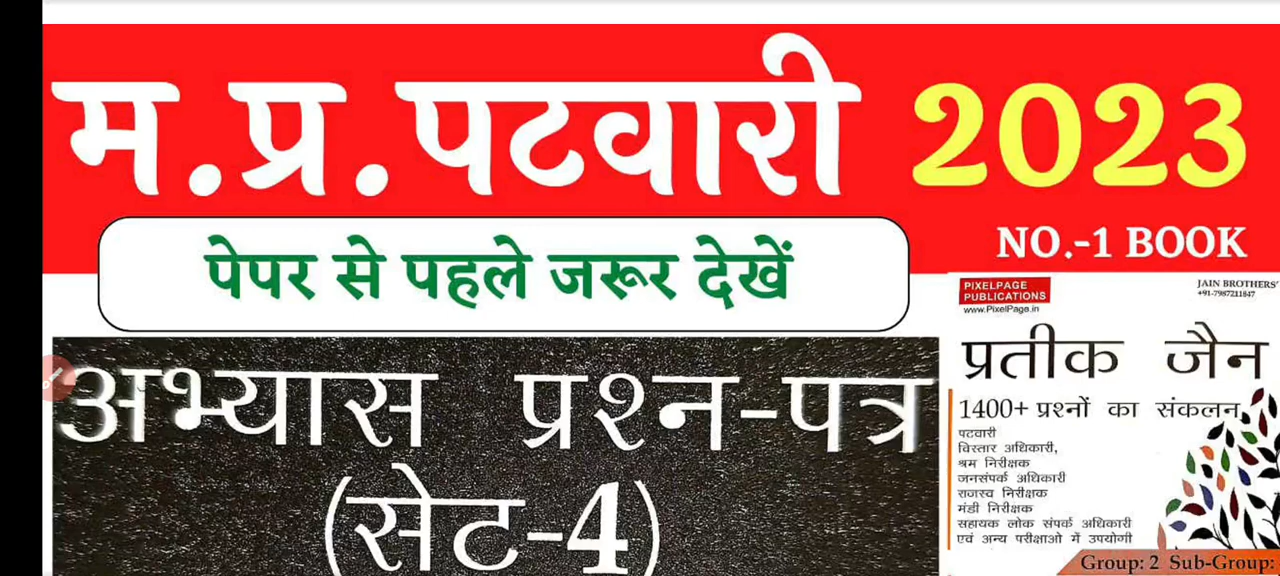 म.प्र.पटवारी 2023
पेपर से पहले जरूर देखें
NO.-1 BOOK
अभ्यास प्रश्न-पत्र
(सेट-4)
PIXELPAGE
PUBLICATIONS
www.PixelPage.in
JAIN BROTHERS'
+91-7987211847
प्रतीक जैन
1400+ प्रश्नों का संकलन
पटवारी
विस्तार अधिकारी,
श्रम निरीक्षक
जनसंपर्क अधिकारी
राजस्व निरीक्षक
मंडी निरीक्षक
सहायक लोक संपर्क अधिकारी
एवं अन्य परीक्षाओ में उपयोगी
Group: 2 Sub-Group: